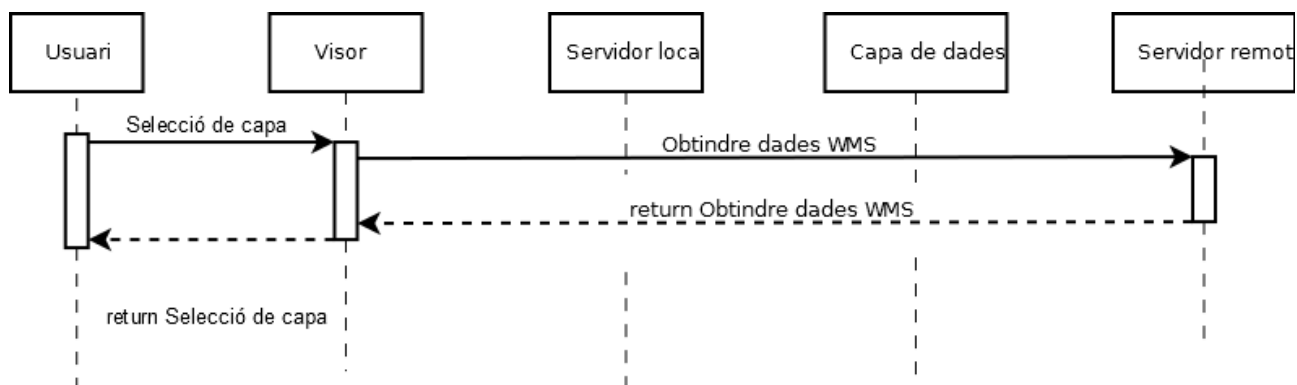 Usuari
Visor
Servidor loca
Capa de dades
Servidor remot
Selecció de capa
Obtindre dades WMS
return Obtindre dades WMS
return Selecció de capa